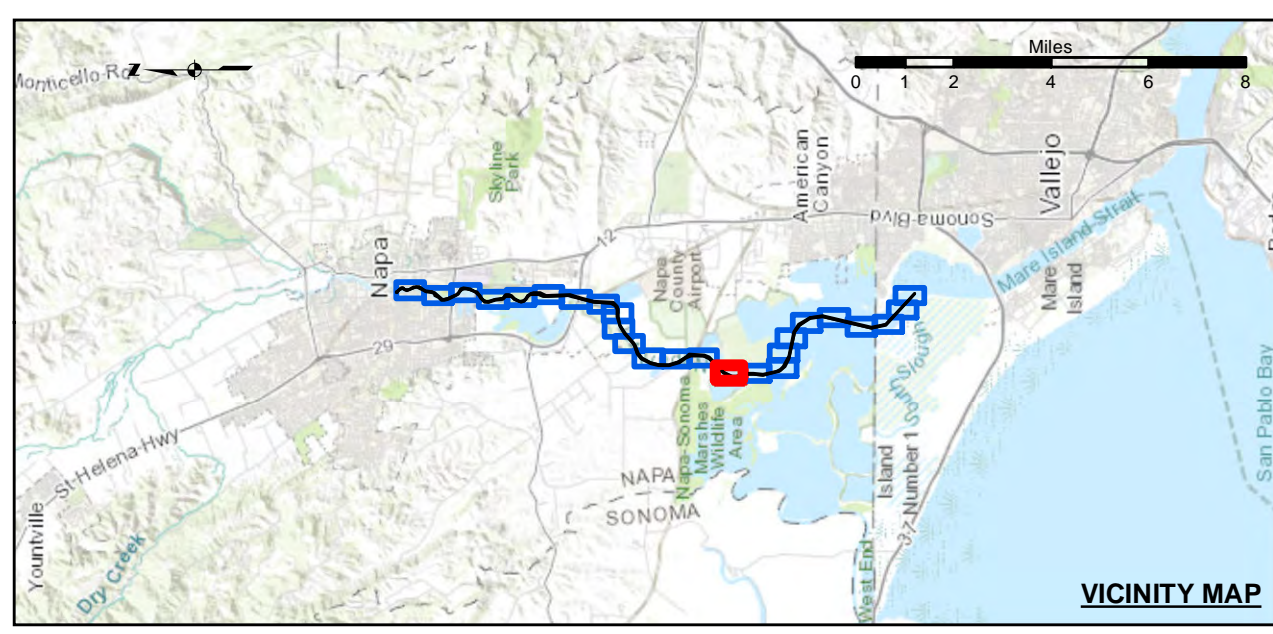 Miles
0 1 2 4 6 8
Monticello-Rd
Z
Skyline
Park
American
Canyon
Vallejo
Sonoma-Blvd
Mare Island-Strait
Napa
12
Napa
County
Airport
Mare
Island
29
South Slough
San Pablo Bay
St-Helena-Hwy
Napa-Sonoma
Marshes
Wildlife
Area
NAPA
SONOMA
Island
Number 1
37
Yountville
Dry Creek
West End
VICINITY MAP